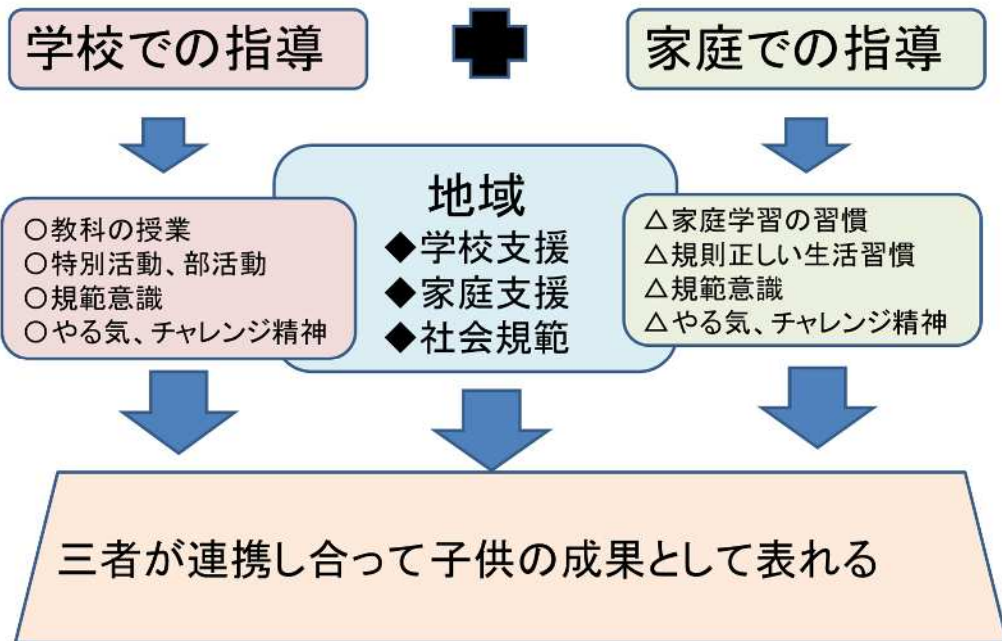 学校での指導
家庭での指導
○教科の授業
○特別活動、部活動
○規範意識
○やる気、チャレンジ精神
地域
◆学校支援
◆家庭支援
◆社会規範
△家庭学習の習慣
△規則正しい生活習慣
△規範意識
△やる気、チャレンジ精神
三者が連携し合って子供の成果として表れる